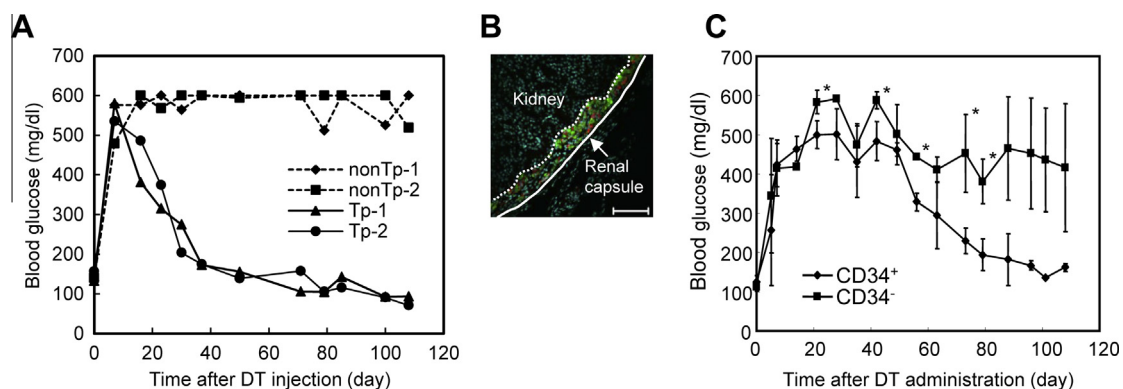 A
Blood glucose (mg/dl)
700
600
500
400
300
200
100
0
0 20 40 60 80 100 120
Time after DT injection (day)
nonTp-1
nonTp-2
Tp-1
Tp-2
B
Kidney
Renal
capsule
C
Blood glucose (mg/dl)
700
600
500
400
300
200
100
0
* * * * * 
CD34+
CD34-
0 20 40 60 80 100 120
Time after DT administration (day)